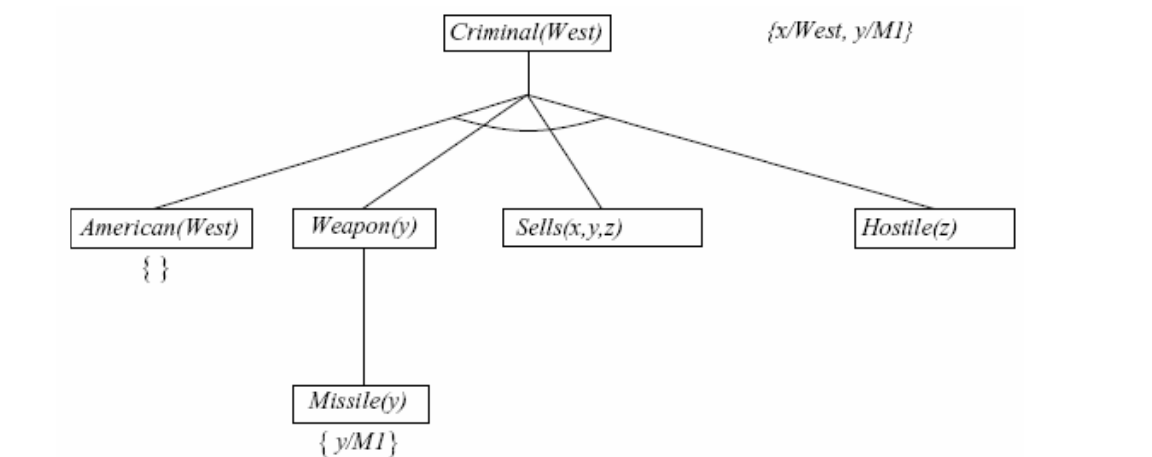 Criminal(West) {x/West, y/M1}
American(West) Weapon(y) Sells(x,y,z) Hostile(z)
{ }
Missile(y)
{ y/M1}